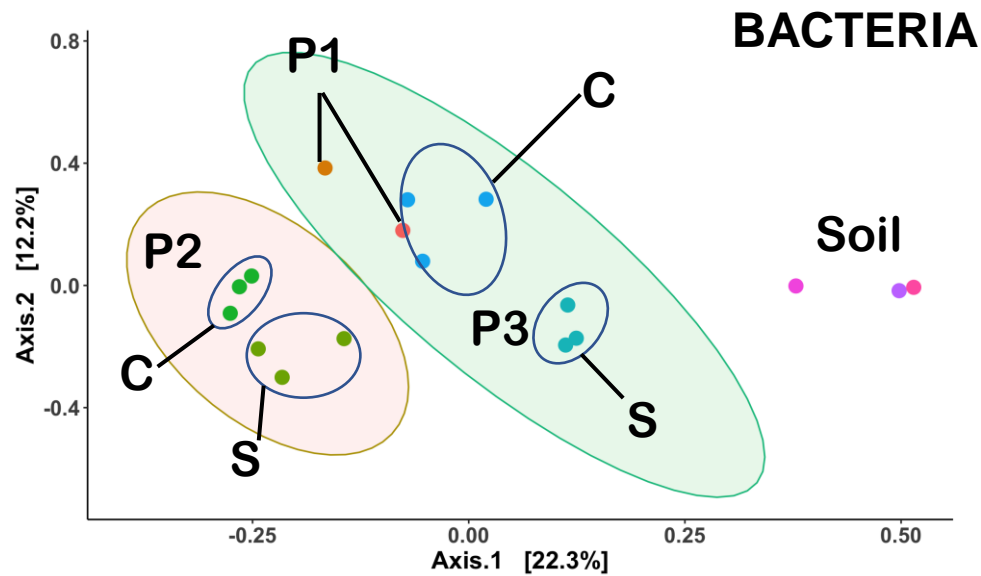 BACTERIA
0.8
P1
C
0.4
Axis.2 [12.2%]
P2
Soil
0.0
P3
C
-0.4
S
S
-0.25
0.00
0.25
0.50
Axis.1 [22.3%]